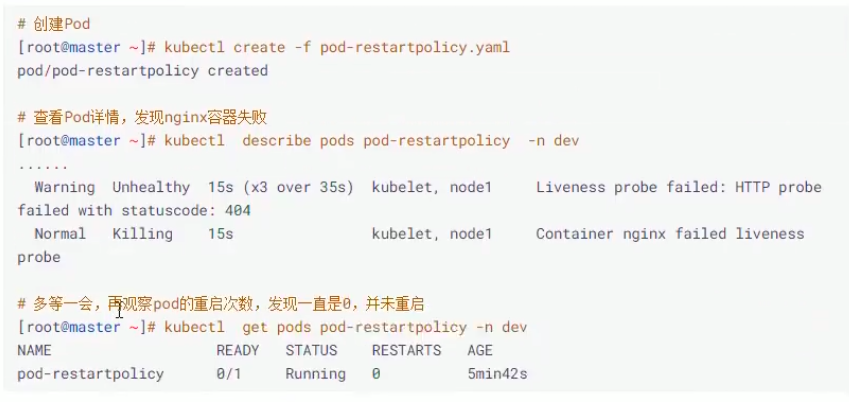 # 创建Pod
[root@master ~]# kubectl create -f pod-restartpolicy.yaml
pod/pod-restartpolicy created
# 查看Pod详情，发现nginx容器失败
[root@master ~]# kubectl  describe pods pod-restartpolicy  -n dev
......
  Warning  Unhealthy  15s (x3 over 35s)  kubelet, node1     Liveness probe failed: HTTP probe
failed with statuscode: 404
  Normal   Killing    15s                kubelet, node1     Container nginx failed liveness
probe
# 多等一会，再观察pod的重启次数，发现一直是0，并未重启
[root@master ~]# kubectl  get pods pod-restartpolicy -n dev
NAME                   READY   STATUS    RESTARTS   AGE
pod-restartpolicy      0/1     Running   0          5min42s